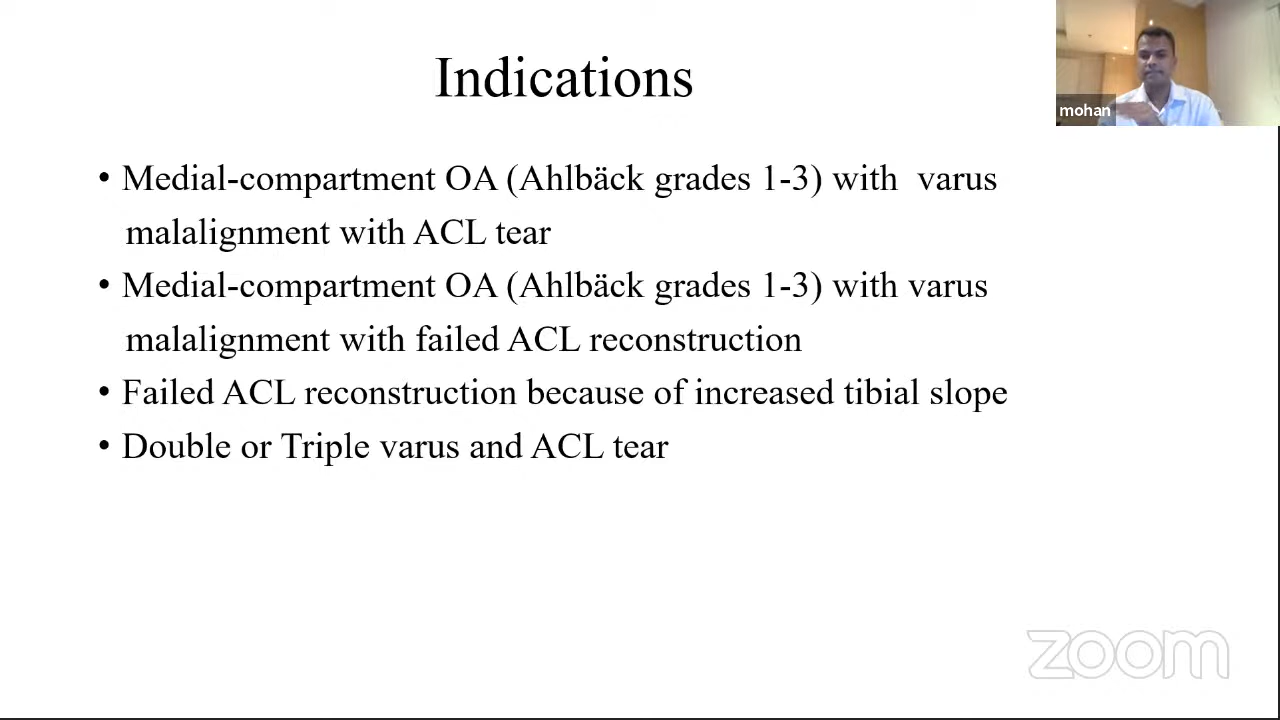 Indications
mohan
• Medial-compartment OA (Ahlbäck grades 1-3) with varus
malalignment with ACL tear
• Medial-compartment OA (Ahlbäck grades 1-3) with varus
malalignment with failed ACL reconstruction
• Failed ACL reconstruction because of increased tibial slope
• Double or Triple varus and ACL tear
zoom